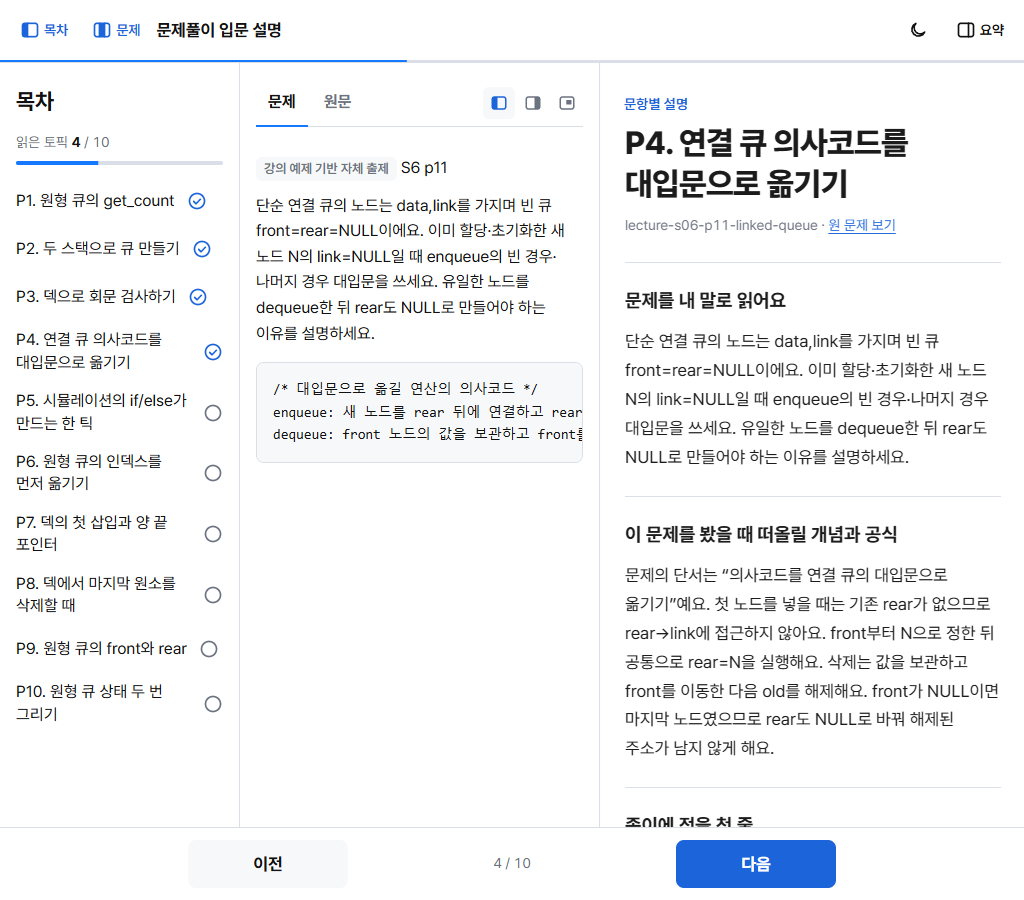 목차
문제
문제풀이 입문 설명
요약
목차
읽은 토픽 4 / 10
P1. 원형 큐의 get_count
P2. 두 스택으로 큐 만들기
P3. 덱으로 회문 검사하기
P4. 연결 큐 의사코드를
대입문으로 옮기기
P5. 시뮬레이션의 if/else가
만드는 한 틱
P6. 원형 큐의 인덱스를
먼저 옮기기
P7. 덱의 첫 삽입과 양 끝
포인터
P8. 덱에서 마지막 원소를
삭제할 때
P9. 원형 큐의 front와 rear
P10. 원형 큐 상태 두 번
그리기
문제
원문
강의 예제 기반 자체 출제 S6 p11
단순 연결 큐의 노드는 data,link를 가지며 빈 큐
front=rear=NULL이에요. 이미 할당·초기화한 새
노드 N의 link=NULL일 때 enqueue의 빈 경우·
나머지 경우 대입문을 쓰세요. 유일한 노드를
dequeue한 뒤 rear도 NULL로 만들어야 하는
이유를 설명하세요.
/* 대입문으로 옮길 연산의 의사코드 */
enqueue: 새 노드를 rear 뒤에 연결하고 rear
dequeue: front 노드의 값을 보관하고 front를
문항별 설명
P4. 연결 큐 의사코드를
대입문으로 옮기기
lecture-s06-p11-linked-queue · 원 문제 보기
문제를 내 말로 읽어요
단순 연결 큐의 노드는 data,link를 가지며 빈 큐
front=rear=NULL이에요. 이미 할당·초기화한 새 노드
N의 link=NULL일 때 enqueue의 빈 경우·나머지 경우
대입문을 쓰세요. 유일한 노드를 dequeue한 뒤 rear도
NULL로 만들어야 하는 이유를 설명하세요.
이 문제를 봤을 때 떠올릴 개념과 공식
문제의 단서는 “의사코드를 연결 큐의 대입문으로
옮기기”예요. 첫 노드를 넣을 때는 기존 rear가 없으므로
rear→link에 접근하지 않아요. front부터 N으로 정한 뒤
공통으로 rear=N을 실행해요. 삭제는 값을 보관하고
front를 이동한 다음 old를 해제해요. front가 NULL이면
마지막 노드였으므로 rear도 NULL로 바꿔 해제된
주소가 남지 않게 해요.
종이에 적을 첫 줄
이전
4 / 10
다음